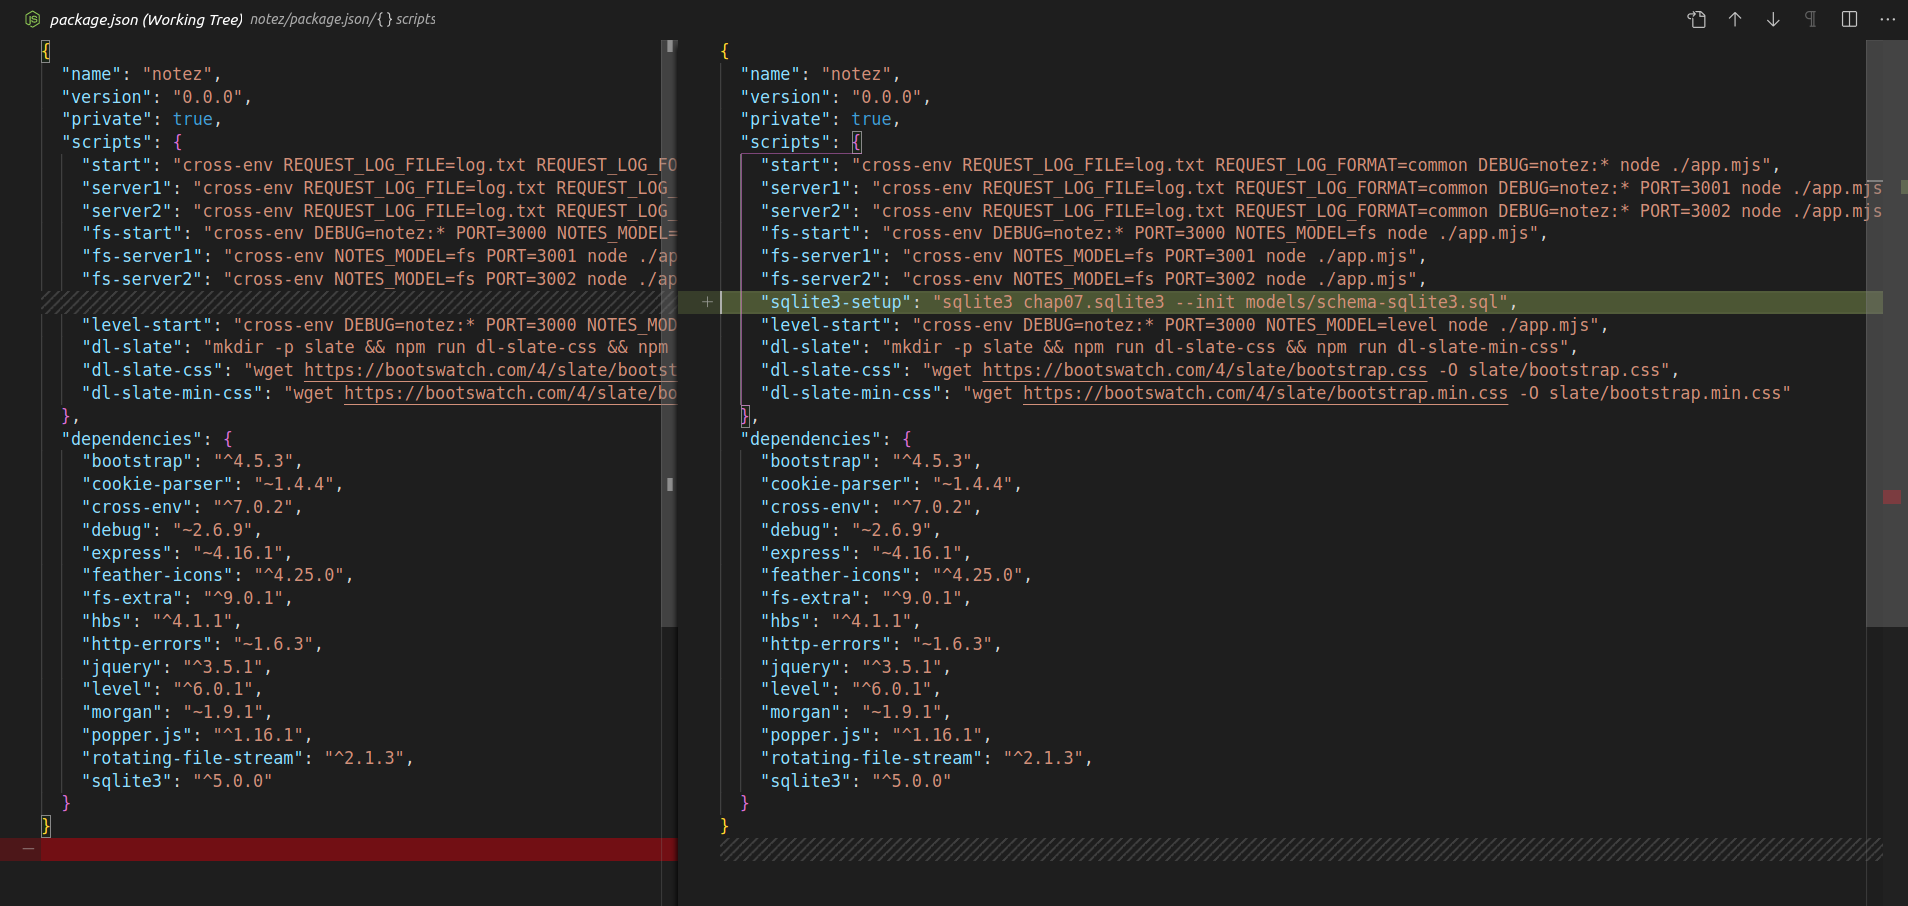 package.json (Working Tree) notez/package.json/{ } scripts
{
"name": "notez",
"version": "0.0.0",
"private": true,
"scripts": {
"start": "cross-env REQUEST_LOG_FILE=log.txt REQUEST_LOG_FO
"server1": "cross-env REQUEST_LOG_FILE=log.txt REQUEST_LOG_
"server2": "cross-env REQUEST_LOG_FILE=log.txt REQUEST_LOG_
"fs-start": "cross-env DEBUG=notez:* PORT=3000 NOTES_MODEL=
"fs-server1": "cross-env NOTES_MODEL=fs PORT=3001 node ./ap
"fs-server2": "cross-env NOTES_MODEL=fs PORT=3002 node ./ap
"level-start": "cross-env DEBUG=notez:* PORT=3000 NOTES_MOD
"dl-slate": "mkdir -p slate && npm run dl-slate-css && npm
"dl-slate-css": "wget https://bootswatch.com/4/slate/bootst
"dl-slate-min-css": "wget https://bootswatch.com/4/slate/bo
},
"dependencies": {
"bootstrap": "^4.5.3",
"cookie-parser": "~1.4.4",
"cross-env": "^7.0.2",
"debug": "~2.6.9",
"express": "~4.16.1",
"feather-icons": "^4.25.0",
"fs-extra": "^9.0.1",
"hbs": "^4.1.1",
"http-errors": "~1.6.3",
"jquery": "^3.5.1",
"level": "^6.0.1",
"morgan": "~1.9.1",
"popper.js": "^1.16.1",
"rotating-file-stream": "^2.1.3",
"sqlite3": "^5.0.0"
}
}
{
"name": "notez",
"version": "0.0.0",
"private": true,
"scripts": {
"start": "cross-env REQUEST_LOG_FILE=log.txt REQUEST_LOG_FORMAT=common DEBUG=notez:* node ./app.mjs",
"server1": "cross-env REQUEST_LOG_FILE=log.txt REQUEST_LOG_FORMAT=common DEBUG=notez:* PORT=3001 node ./app.mjs
"server2": "cross-env REQUEST_LOG_FILE=log.txt REQUEST_LOG_FORMAT=common DEBUG=notez:* PORT=3002 node ./app.mjs
"fs-start": "cross-env DEBUG=notez:* PORT=3000 NOTES_MODEL=fs node ./app.mjs",
"fs-server1": "cross-env NOTES_MODEL=fs PORT=3001 node ./app.mjs",
"fs-server2": "cross-env NOTES_MODEL=fs PORT=3002 node ./app.mjs",
"sqlite3-setup": "sqlite3 chap07.sqlite3 --init models/schema-sqlite3.sql",
"level-start": "cross-env DEBUG=notez:* PORT=3000 NOTES_MODEL=level node ./app.mjs",
"dl-slate": "mkdir -p slate && npm run dl-slate-css && npm run dl-slate-min-css",
"dl-slate-css": "wget https://bootswatch.com/4/slate/bootstrap.css -O slate/bootstrap.css",
"dl-slate-min-css": "wget https://bootswatch.com/4/slate/bootstrap.min.css -O slate/bootstrap.min.css"
},
"dependencies": {
"bootstrap": "^4.5.3",
"cookie-parser": "~1.4.4",
"cross-env": "^7.0.2",
"debug": "~2.6.9",
"express": "~4.16.1",
"feather-icons": "^4.25.0",
"fs-extra": "^9.0.1",
"hbs": "^4.1.1",
"http-errors": "~1.6.3",
"jquery": "^3.5.1",
"level": "^6.0.1",
"morgan": "~1.9.1",
"popper.js": "^1.16.1",
"rotating-file-stream": "^2.1.3",
"sqlite3": "^5.0.0"
}
}